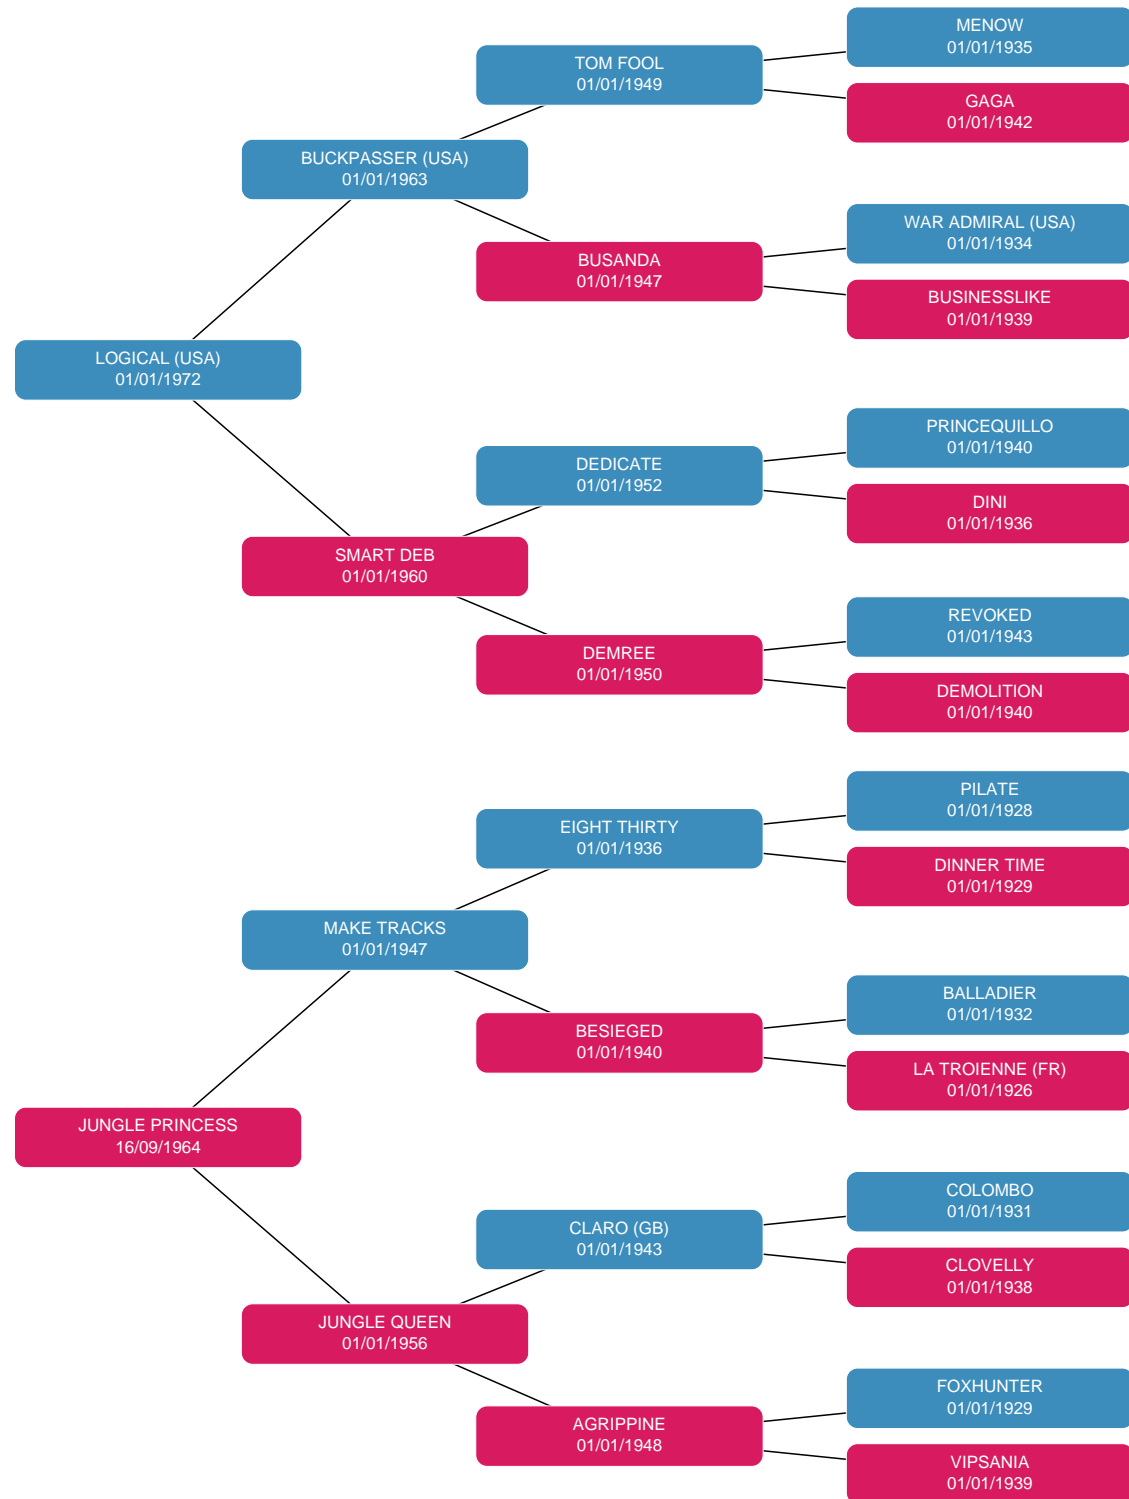 MENOW
01/01/1935
TOM FOOL
01/01/1949
GAGA
01/01/1942
BUCKPASSER (USA)
01/01/1963
WAR ADMIRAL (USA)
01/01/1934
BUSANDA
01/01/1947
BUSINESSLIKE
01/01/1939
LOGICAL (USA)
01/01/1972
PRINCEQUILLO
01/01/1940
DEDICATE
01/01/1952
DINI
01/01/1936
SMART DEB
01/01/1960
REVOKED
01/01/1943
DEMREE
01/01/1950
DEMOLITION
01/01/1940
PILATE
01/01/1928
EIGHT THIRTY
01/01/1936
DINNER TIME
01/01/1929
MAKE TRACKS
01/01/1947
BALLADIER
01/01/1932
BESIEGED
01/01/1940
LA TROIENNE (FR)
01/01/1926
JUNGLE PRINCESS
16/09/1964
COLOMBO
01/01/1931
CLARO (GB)
01/01/1943
CLOVELLY
01/01/1938
JUNGLE QUEEN
01/01/1956
FOXHUNTER
01/01/1929
AGRIPPINE
01/01/1948
VIPSANIA
01/01/1939